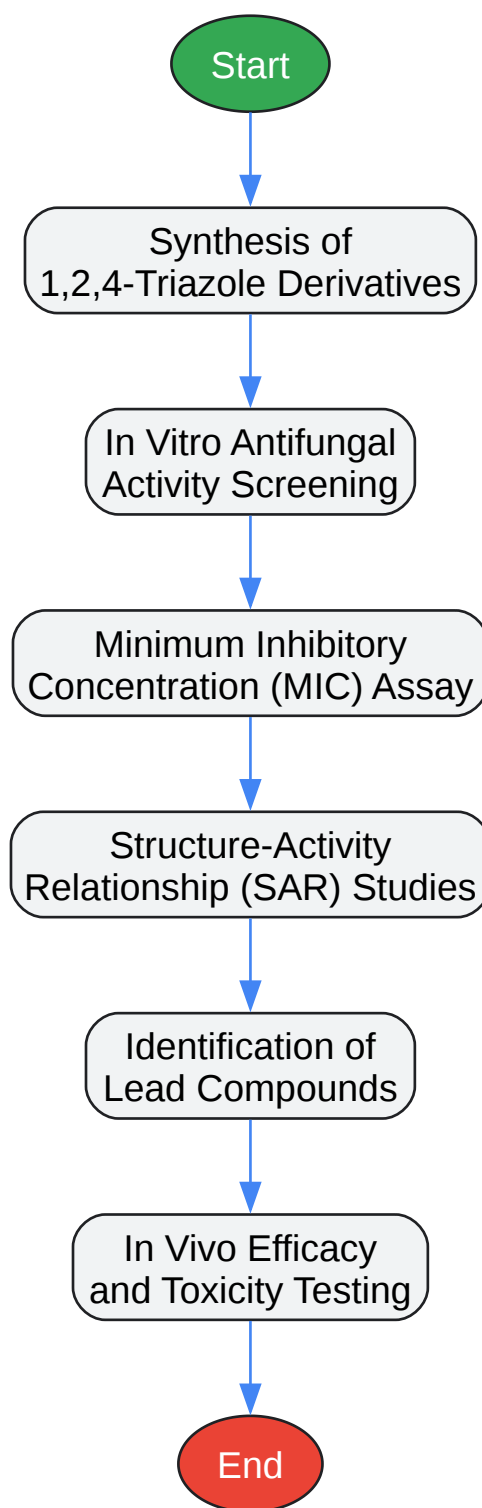 Start
Synthesis of
1,2,4-Triazole Derivatives
In Vitro Antifungal
Activity Screening
Minimum Inhibitory
Concentration (MIC) Assay
Structure-Activity
Relationship (SAR) Studies
Identification of
Lead Compounds
In Vivo Efficacy
and Toxicity Testing
End